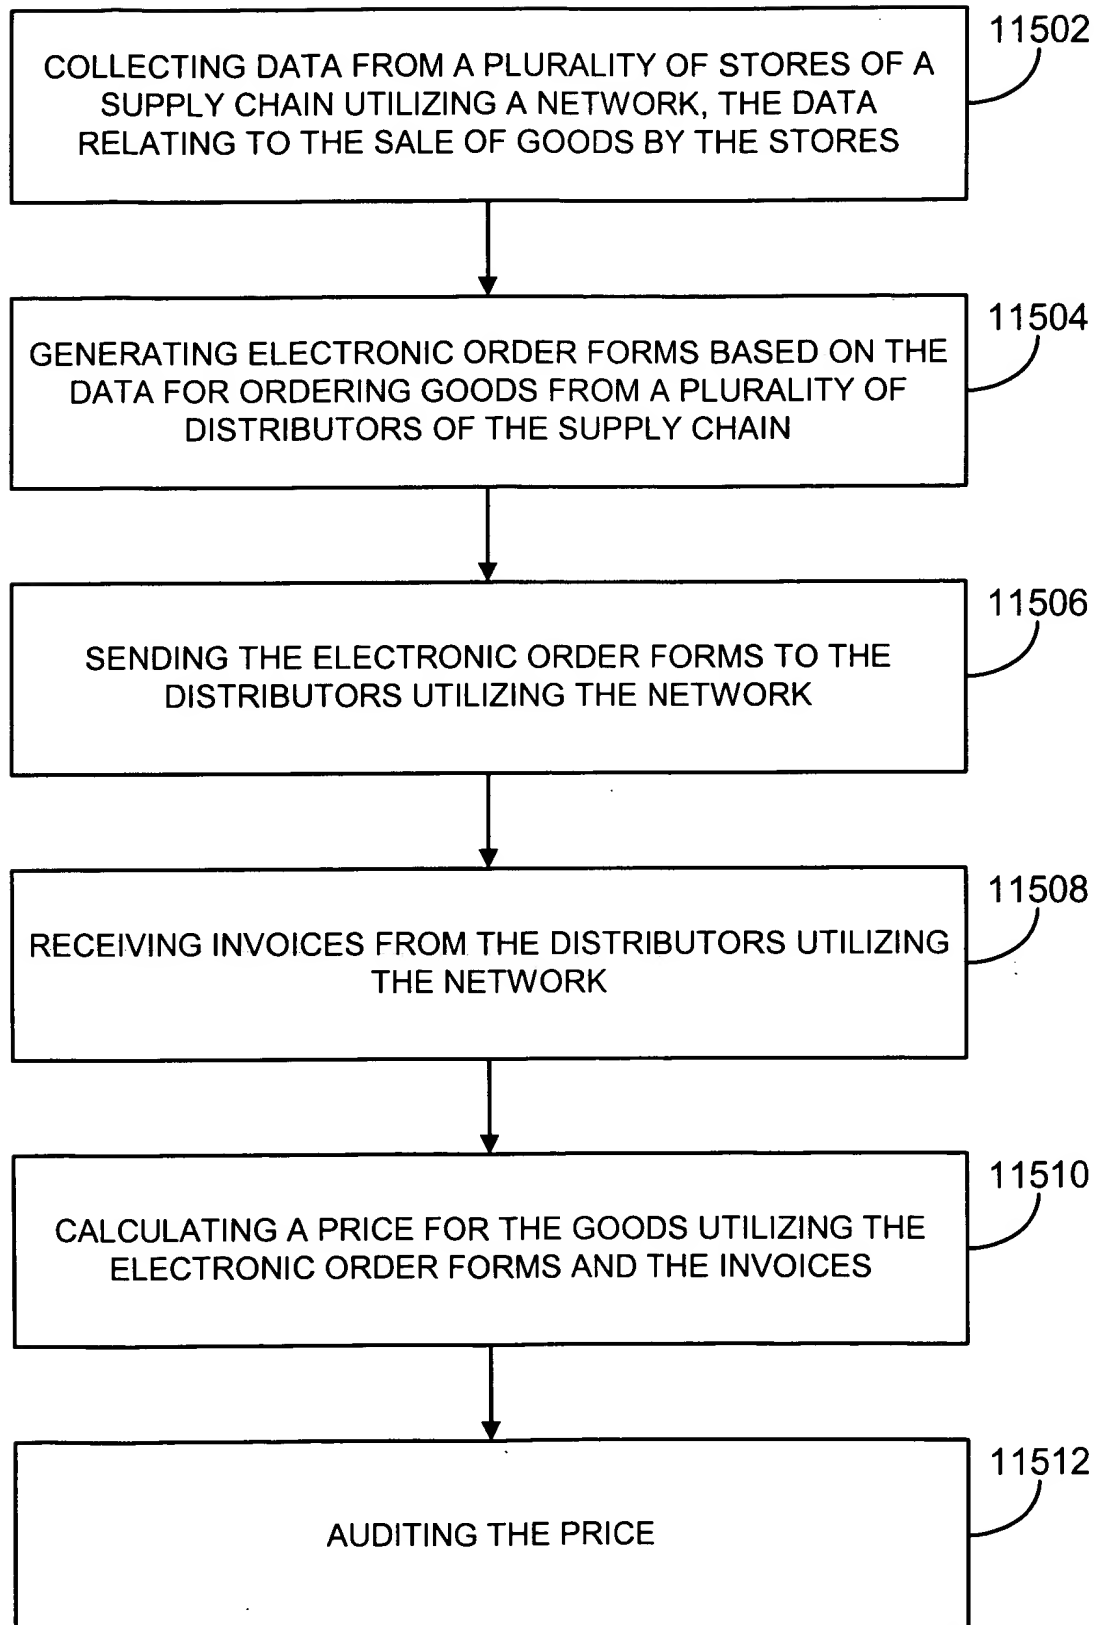 11502
COLLECTING DATA FROM A PLURALITY OF STORES OF A
SUPPLY CHAIN UTILIZING A NETWORK, THE DATA
RELATING TO THE SALE OF GOODS BY THE STORES
11504
GENERATING ELECTRONIC ORDER FORMS BASED ON THE
DATA FOR ORDERING GOODS FROM A PLURALITY OF
DISTRIBUTORS OF THE SUPPLY CHAIN
11506
SENDING THE ELECTRONIC ORDER FORMS TO THE
DISTRIBUTORS UTILIZING THE NETWORK
11508
RECEIVING INVOICES FROM THE DISTRIBUTORS UTILIZING
THE NETWORK
11510
CALCULATING A PRICE FOR THE GOODS UTILIZING THE
ELECTRONIC ORDER FORMS AND THE INVOICES
11512
AUDITING THE PRICE